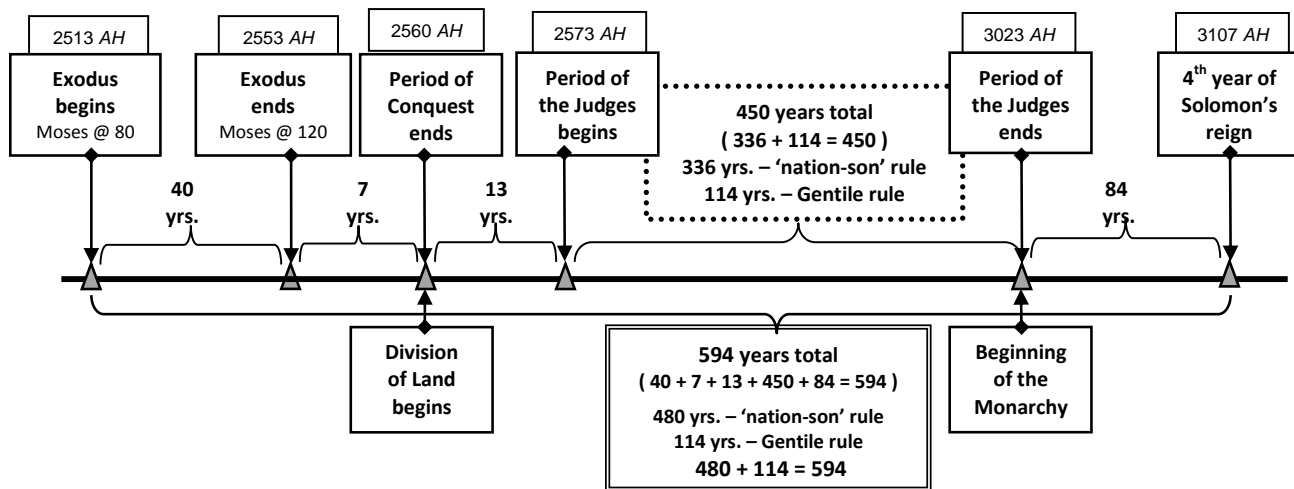 2513 AH
Exodus
begins
Moses @ 80
2553 AH
Exodus
ends
Moses @ 120
2560 AH
Period of
Conquest
ends
2573 AH
Period of
the Judges
begins
450 years total
( 336 + 114 = 450 )
336 yrs. – ‘nation-son’ rule
114 yrs. – Gentile rule
3023 AH
Period of
the Judges
ends
3107 AH
4th year of
Solomon’s
reign
40
yrs.
7
yrs.
13
yrs.
84
yrs.
Division
of Land
begins
594 years total
( 40 + 7 + 13 + 450 + 84 = 594 )
480 yrs. – ‘nation-son’ rule
114 yrs. – Gentile rule
480 + 114 = 594
Beginning
of the
Monarchy